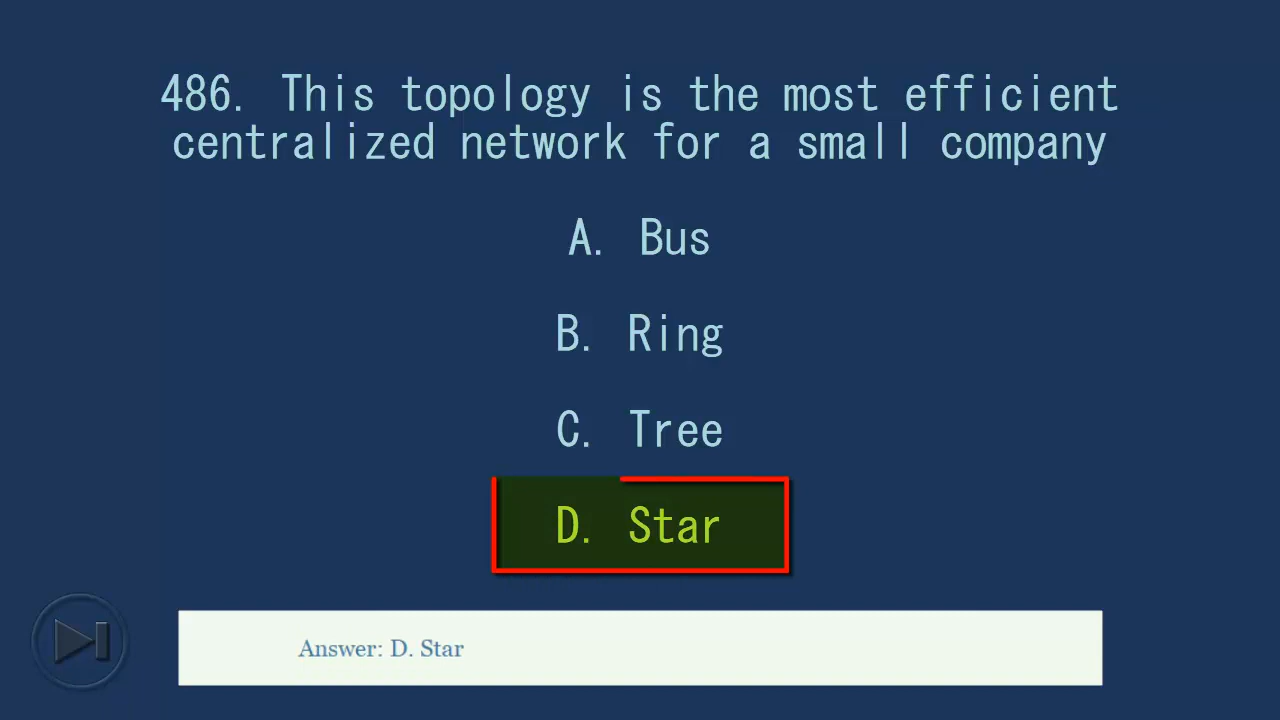 486. This topology is the most efficient
centralized network for a small company
A. Bus
B. Ring
C. Tree
D. Star
Answer: D. Star